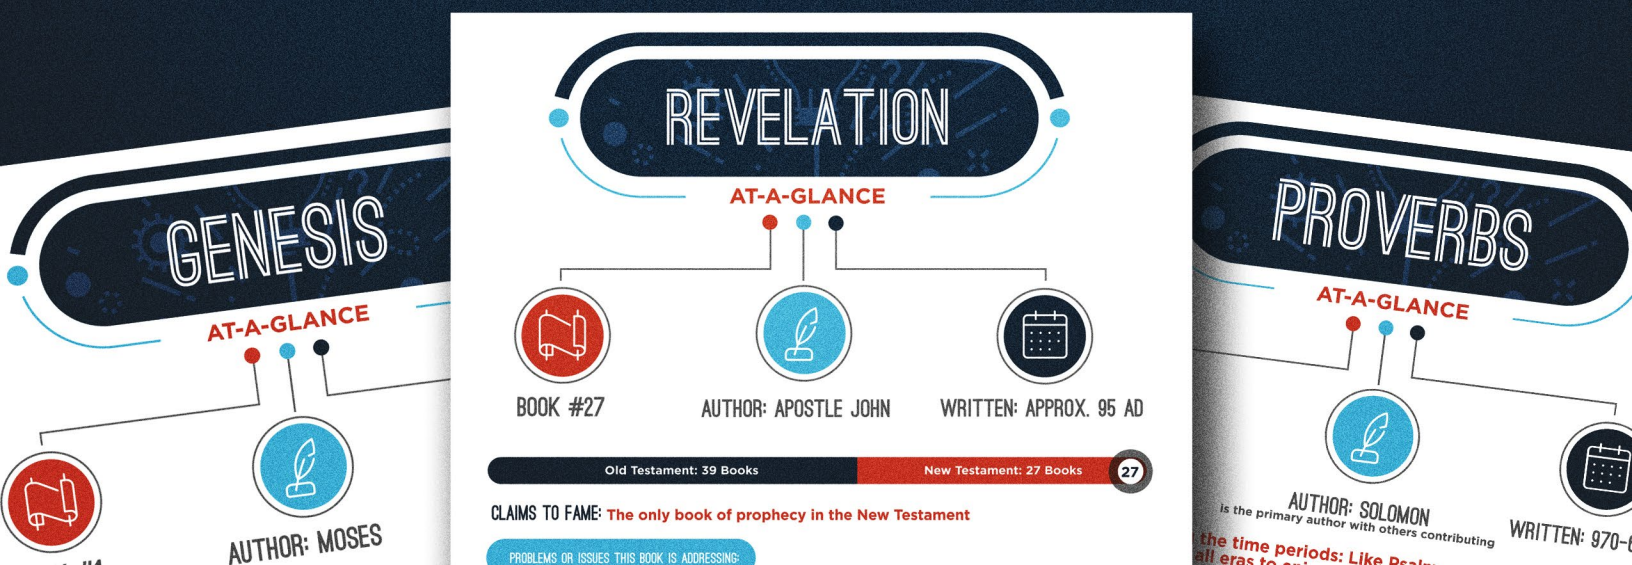 GENESIS
AT-A-GLANCE
AUTHOR: MOSES
REVELATION
AT-A-GLANCE
BOOK #27
AUTHOR: APOSTLE JOHN
WRITTEN: APPROX. 95 AD
Old Testament: 39 Books
New Testament: 27 Books
27
CLAIMS TO FAME: The only book of prophecy in the New Testament
PROBLEMS OR ISSUES THIS BOOK IS ADDRESSING:
PROVERBS
AT-A-GLANCE
AUTHOR: SOLOMON
is the primary author with others contributing
WRITTEN: 970-
the time periods: Like
all eras to